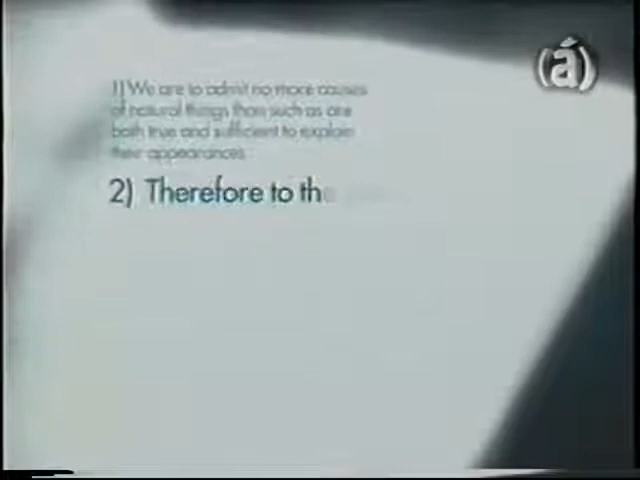 (á)
1) We are to admit no more causes
of natural things than such as are
both true and sufficient to explain
their appearances
2) Therefore to the